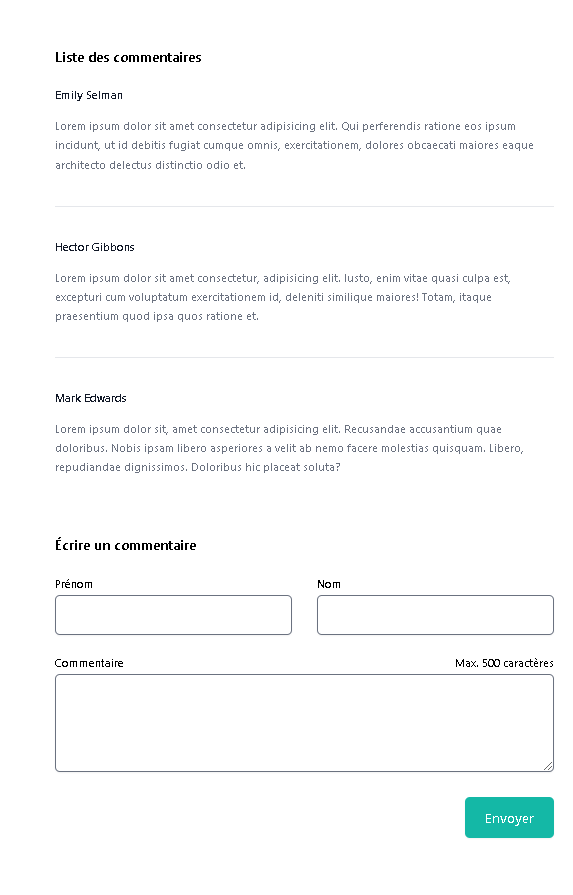 Liste des commentaires
Emily Selman
Lorem ipsum dolor sit amet consectetur adipisicing elit. Qui perferendis ratione eos ipsum
incidunt, ut id debitis fugiat cumque omnis, exercitationem, dolores obcaecati maiores eaque
architecto delectus distinctio odio et.
Hector Gibbons
Lorem ipsum dolor sit amet consectetur, adipisicing elit. Iusto, enim vitae quasi culpa est,
excepturi cum voluptatum exercitationem id, deleniti similique maiores! Totam, itaque
praesentium quod ipsa quos ratione et.
Mark Edwards
Lorem ipsum dolor sit, amet consectetur adipisicing elit. Recusandae accusantium quae
doloribus. Nobis ipsam libero asperiores a velit ab nemo facere molestias quisquam. Libero,
repudiandae dignissimos. Doloribus hic placeat soluta?
Écrire un commentaire
Prénom Nom
Commentaire Max. 500 caractères
Envoyer